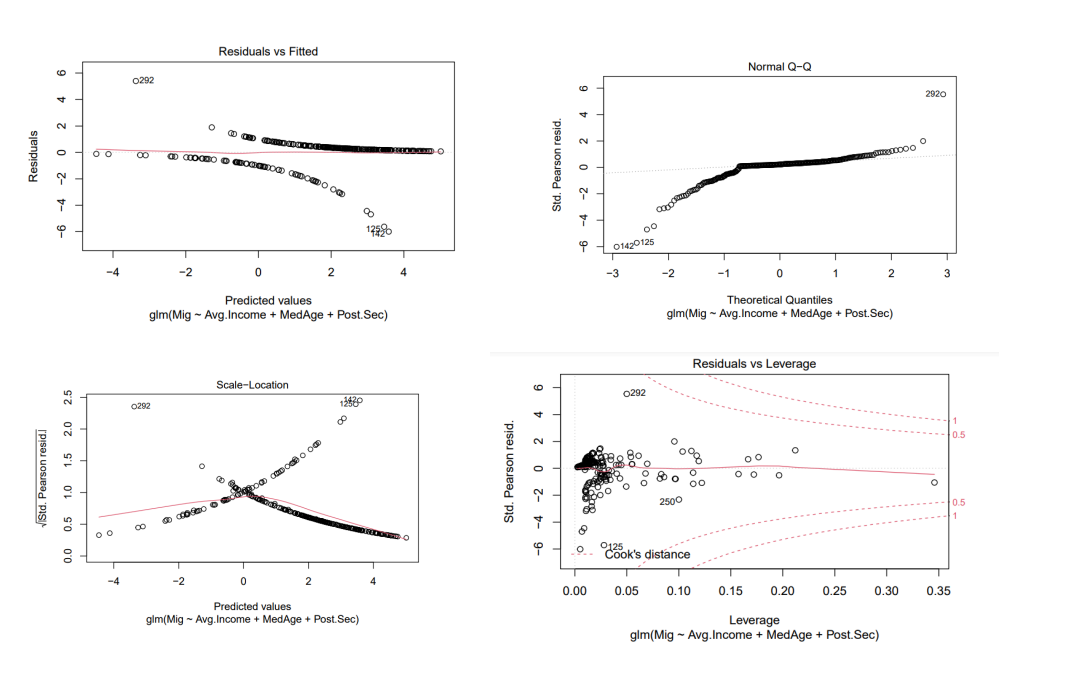 Residuals vs Fitted
Residuals
6
4
2
0
−2
−4
−6
292
125
142
−4 −2 0 2 4
Predicted values
glm(Mig ~ Avg.Income + MedAge + Post.Sec)
Normal Q−Q
Std. Pearson resid.
6
4
2
0
−2
−4
−6
292
142 125
−3 −2 −1 0 1 2 3
Theoretical Quantiles
glm(Mig ~ Avg.Income + MedAge + Post.Sec)
Scale−Location
√|Std. Pearson resid.|
2.5
2.0
1.5
1.0
0.5
0.0
292
142
125
−4 −2 0 2 4
Predicted values
glm(Mig ~ Avg.Income + MedAge + Post.Sec)
Residuals vs Leverage
Std. Pearson resid.
6
4
2
0
−2
−4
−6
292
250
125
Cook's distance
1
0.5
0.5
1
0.00 0.05 0.10 0.15 0.20 0.25 0.30 0.35
Leverage
glm(Mig ~ Avg.Income + MedAge + Post.Sec)